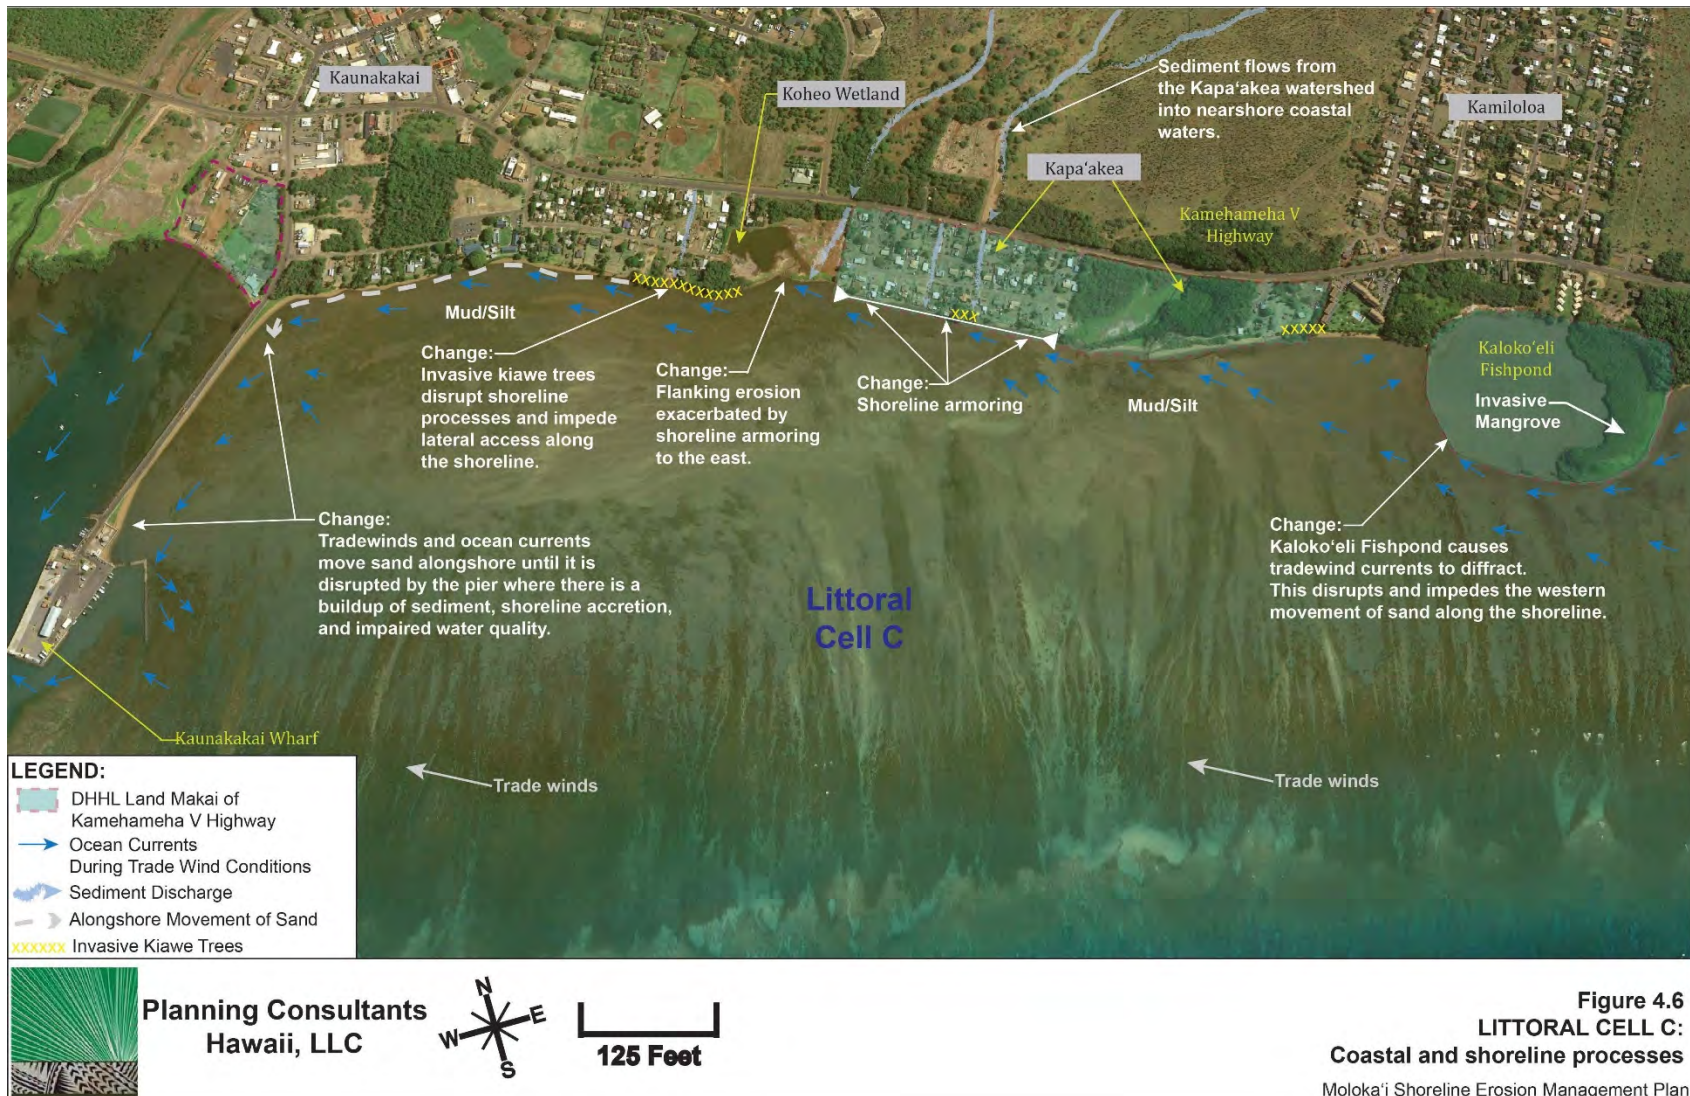 Kaunakakai
Koheo Wetland
Sediment flows from
the Kapa‘akea watershed
into nearshore coastal
waters.
Kamiloloa
Kapa‘akea
Kamehameha V
Highway
Mud/Silt
Change:
Invasive kiawe trees
disrupt shoreline
processes and impede
lateral access along
the shoreline.
Change:
Flanking erosion
exacerbated by
shoreline armoring
to the east.
xxxxxxxxxxxxx
xxx
xxxxx
Change:
Shoreline armoring
Mud/Silt
Kaloko‘eli
Fishpond
Invasive
Mangrove
Change:
Tradewinds and ocean currents
move sand alongshore until it is
disrupted by the pier where there is a
buildup of sediment, shoreline accretion,
and impaired water quality.
Littoral
Cell C
Change:
Kaloko‘eli Fishpond causes
tradewind currents to diffract.
This disrupts and impedes the western
movement of sand along the shoreline.
Kaunakakai Wharf
Trade winds
Trade winds
LEGEND:
DHHL Land Makai of
Kamehameha V Highway
Ocean Currents
During Trade Wind Conditions
Sediment Discharge
Alongshore Movement of Sand
xxxxxx Invasive Kiawe Trees
Planning Consultants
Hawaii, LLC
N
W E
S
125 Feet
Figure 4.6
LITTORAL CELL C:
Coastal and shoreline processes
Moloka‘i Shoreline Erosion Management Plan